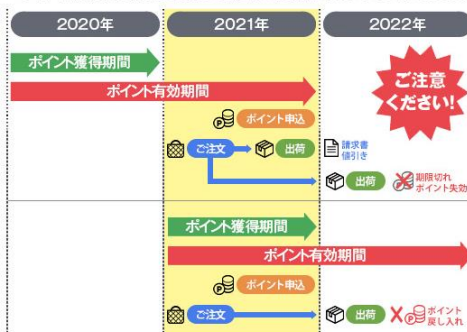 2020年 2021年 2022年
ポイント獲得期間
ポイント有効期間
ご注意
ください!
P ポイント申込
ご注文 出荷 請求書
値引き
出荷 P 期限切れ
ポイント失効
ポイント獲得期間
ポイント有効期間
P ポイント申込
ご注文 出荷 P ポイント
戻し入れ